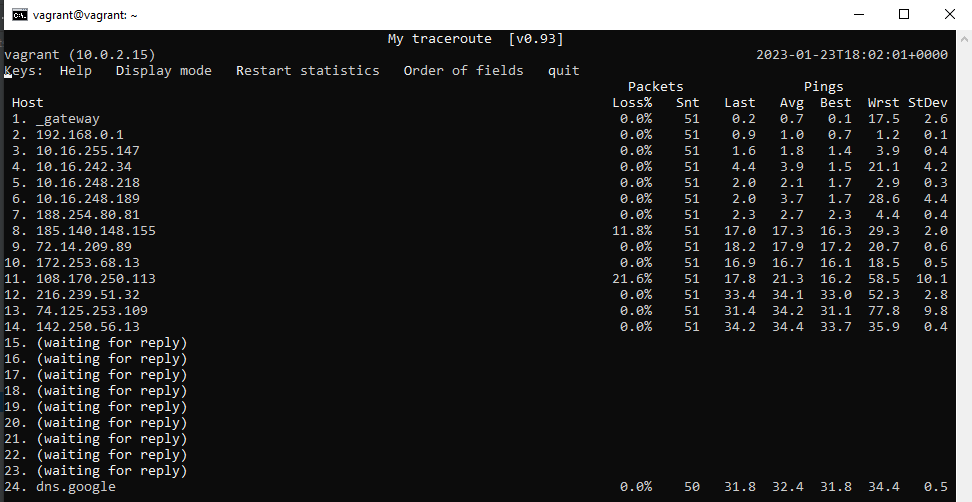 vagrant@vagrant: ~
My traceroute [v0.93]
vagrant (10.0.2.15) 2023-01-23T18:02:01+0000
Keys: Help Display mode Restart statistics Order of fields quit
Packets Pings
Host Loss% Snt Last Avg Best Wrst StDev
1. _gateway 0.0% 51 0.2 0.7 0.1 17.5 2.6
2. 192.168.0.1 0.0% 51 0.9 1.0 0.7 1.2 0.1
3. 10.16.255.147 0.0% 51 1.6 1.8 1.4 3.9 0.4
4. 10.16.242.34 0.0% 51 4.4 3.9 1.5 21.1 4.2
5. 10.16.248.218 0.0% 51 2.0 2.1 1.7 2.9 0.3
6. 10.16.248.189 0.0% 51 2.0 3.7 1.7 28.6 4.4
7. 188.254.80.81 0.0% 51 2.3 2.7 2.3 4.4 0.4
8. 185.140.148.155 11.8% 51 17.0 17.3 16.3 29.3 2.0
9. 72.14.209.89 0.0% 51 18.2 17.9 17.2 20.7 0.6
10. 172.253.68.13 0.0% 51 16.9 16.7 16.1 18.5 0.5
11. 108.170.250.113 21.6% 51 17.8 21.3 16.2 58.5 10.1
12. 216.239.51.32 0.0% 51 33.4 34.1 33.0 52.3 2.8
13. 74.125.253.109 0.0% 51 31.4 34.2 31.1 77.8 9.8
14. 142.250.56.13 0.0% 51 34.2 34.4 33.7 35.9 0.4
15. (waiting for reply)
16. (waiting for reply)
17. (waiting for reply)
18. (waiting for reply)
19. (waiting for reply)
20. (waiting for reply)
21. (waiting for reply)
22. (waiting for reply)
23. (waiting for reply)
24. dns.google 0.0% 50 31.8 32.4 31.8 34.4 0.5